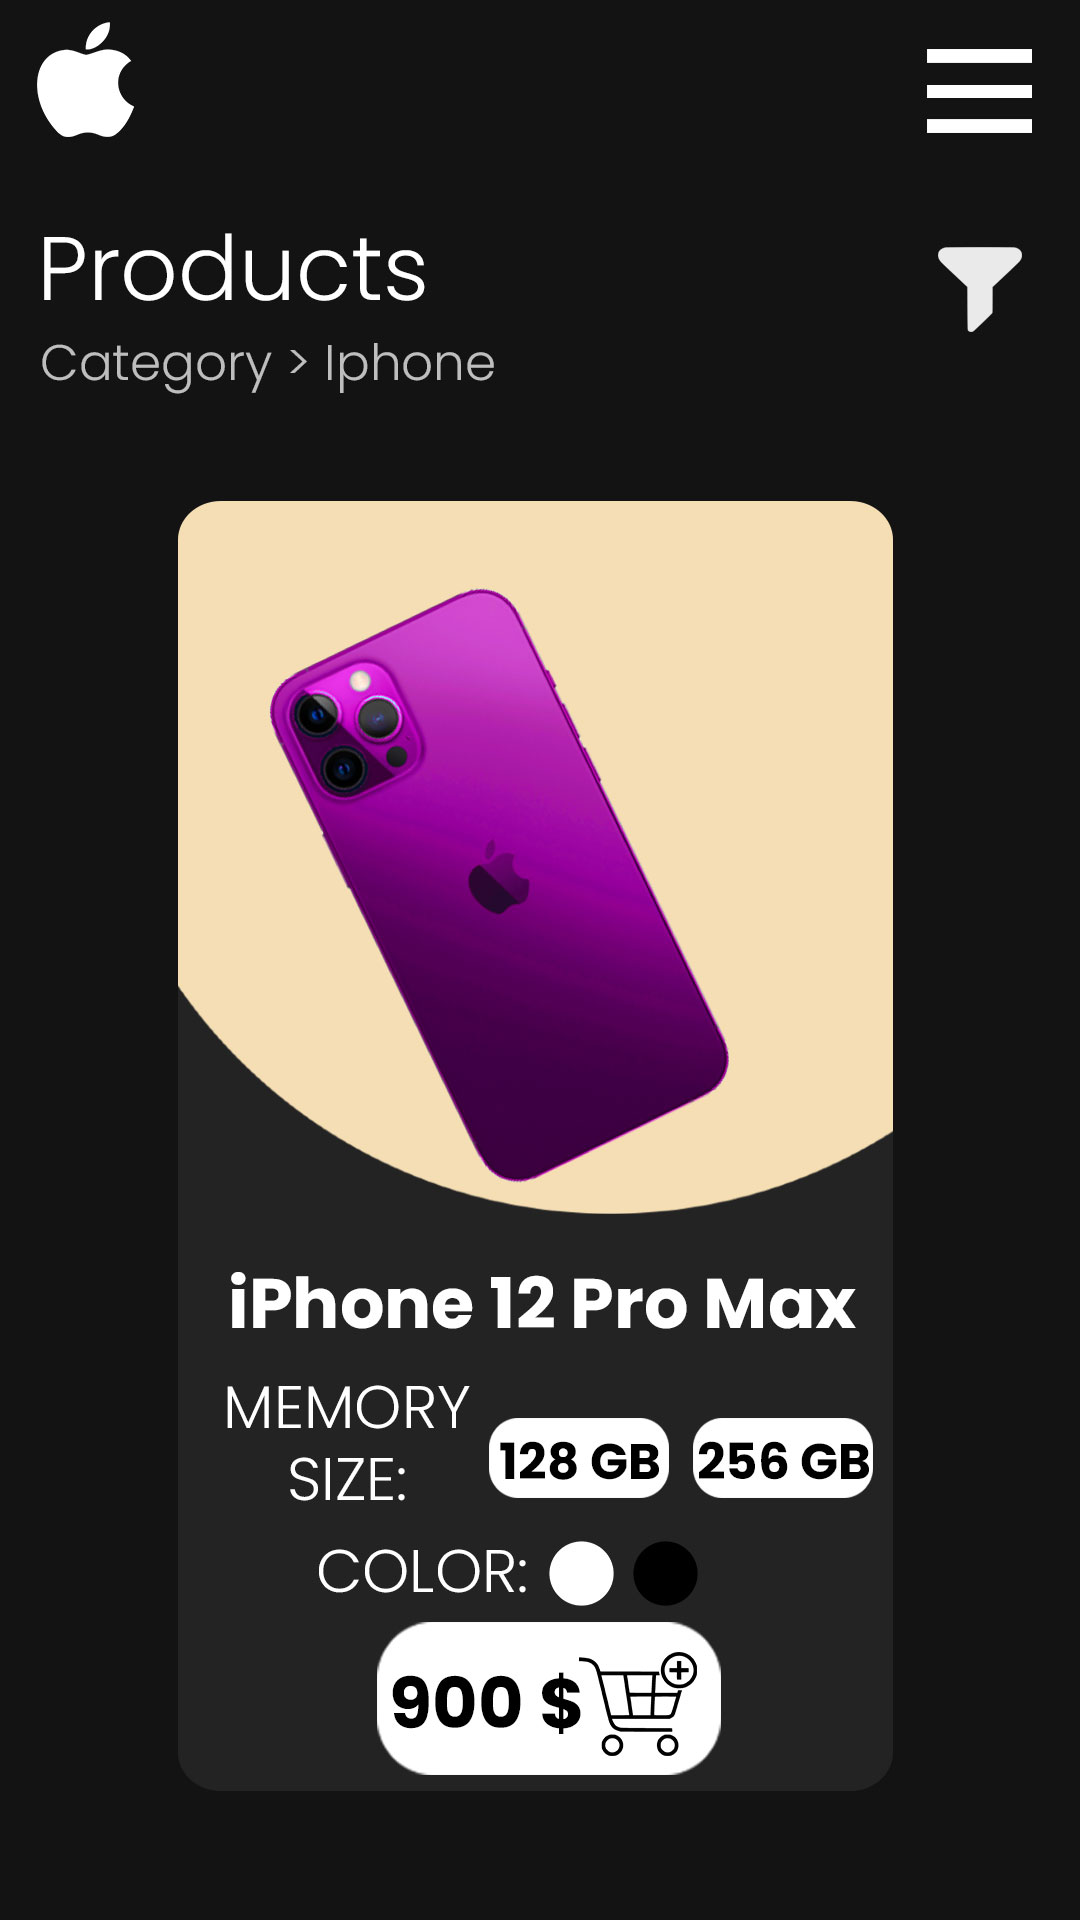 Products
Category > Iphone
iPhone 12 Pro Max
MEMORY
SIZE:
128 GB
256 GB
COLOR:
900 $